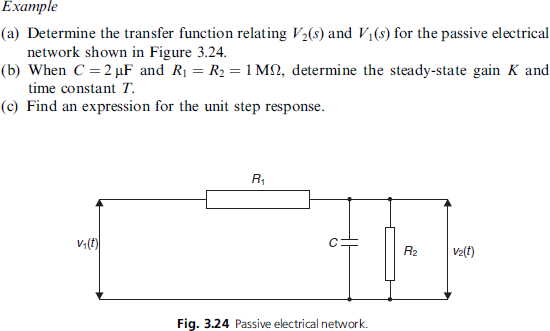 Example
(a) Determine the transfer function relating V₂(s) and V₁(s) for the passive electrical
network shown in Figure 3.24.
(b) When C = 2 μF and R₁ = R₂ = 1 MΩ, determine the steady-state gain K and
time constant T.
(c) Find an expression for the unit step response.
R₁
v₁(t)
C
R₂
v₂(t)
Fig. 3.24 Passive electrical network.